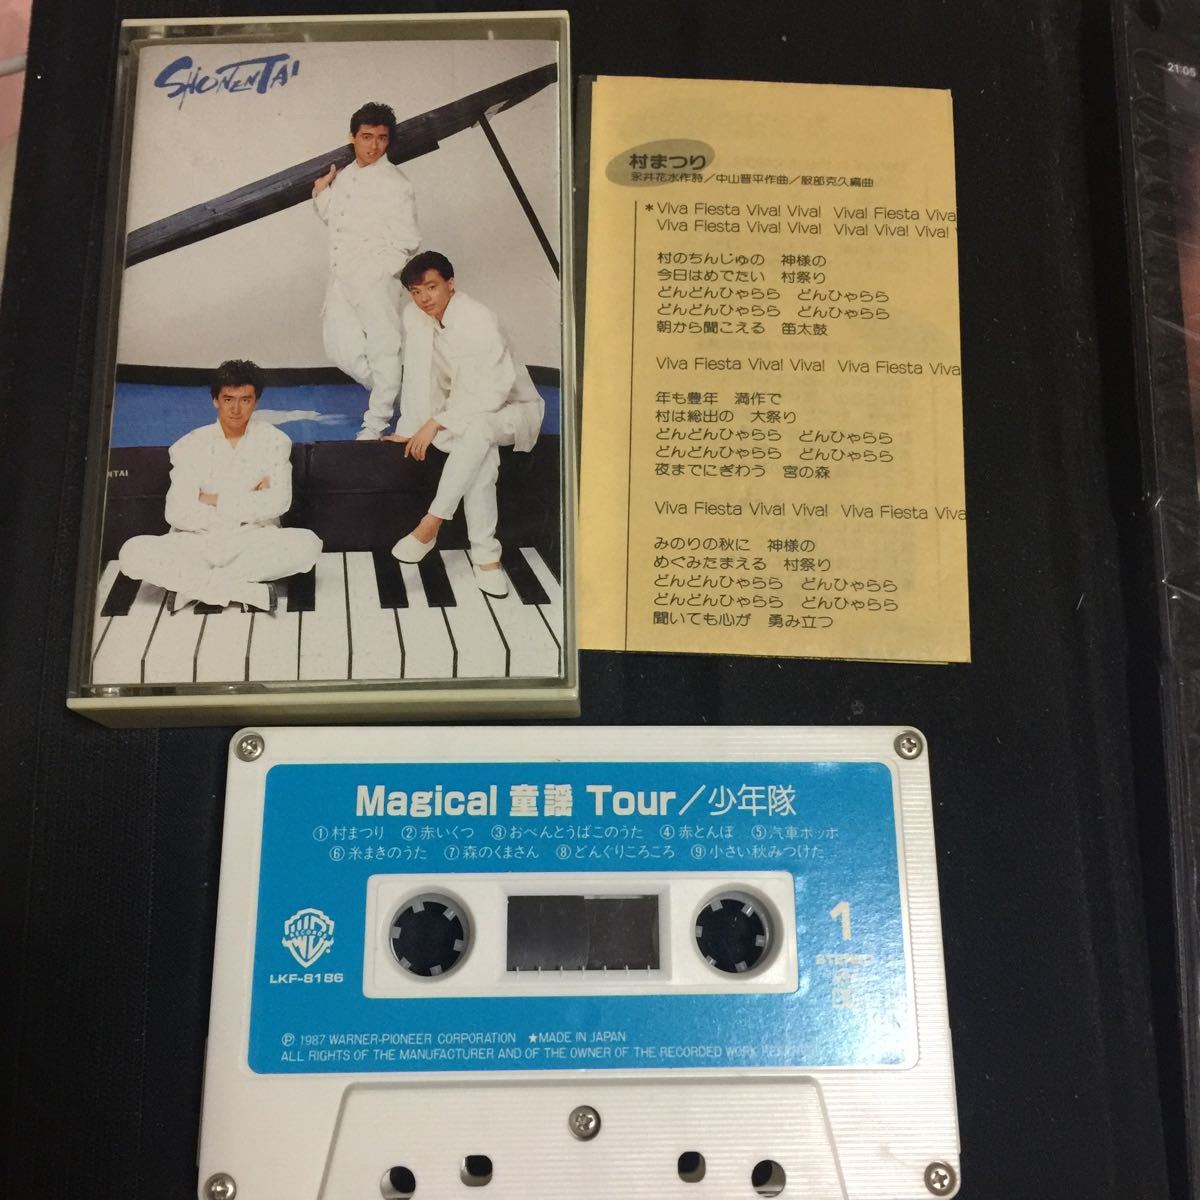 SHONENTAI
NTAI
村まつり
永井花水作詩／中山晋平作曲／服部克久編曲
＊Viva Fiesta Viva! Viva! Viva! Fiesta Viva
Viva Fiesta Viva! Viva! Viva! Viva! Viva!
村のちんじゅの 神様の
今日はめでたい 村祭り
どんどんひゃらら どんひゃらら
どんどんひゃらら どんひゃらら
朝から聞こえる 笛太鼓
Viva Fiesta Viva! Viva! Viva Fiesta Viva
年も豊年 満作で
村は総出の 大祭り
どんどんひゃらら どんひゃらら
どんどんひゃらら どんひゃらら
夜までにぎわう 宮の森
Viva Fiesta Viva! Viva! Viva Fiesta Viva
みのりの秋に 神様の
めぐみたまえる 村祭り
どんどんひゃらら どんひゃらら
どんどんひゃらら どんひゃらら
聞いても心が 勇み立つ
21:05
Magical 童謡 Tour／少年隊
①村まつり ②赤いくつ ③おべんとうばこのうた ④赤とんぼ ⑤汽車ポッポ
⑥糸まきのうた ⑦森のくまさん ⑧どんぐりころころ ⑨小さい秋みつけた
RECORDS
LKF-8186
1
STEREO
Ⓟ 1987 WARNER-PIONEER CORPORATION ★MADE IN JAPAN
ALL RIGHTS OF THE MANUFACTURER AND OF THE OWNER OF THE RECORDED WORK